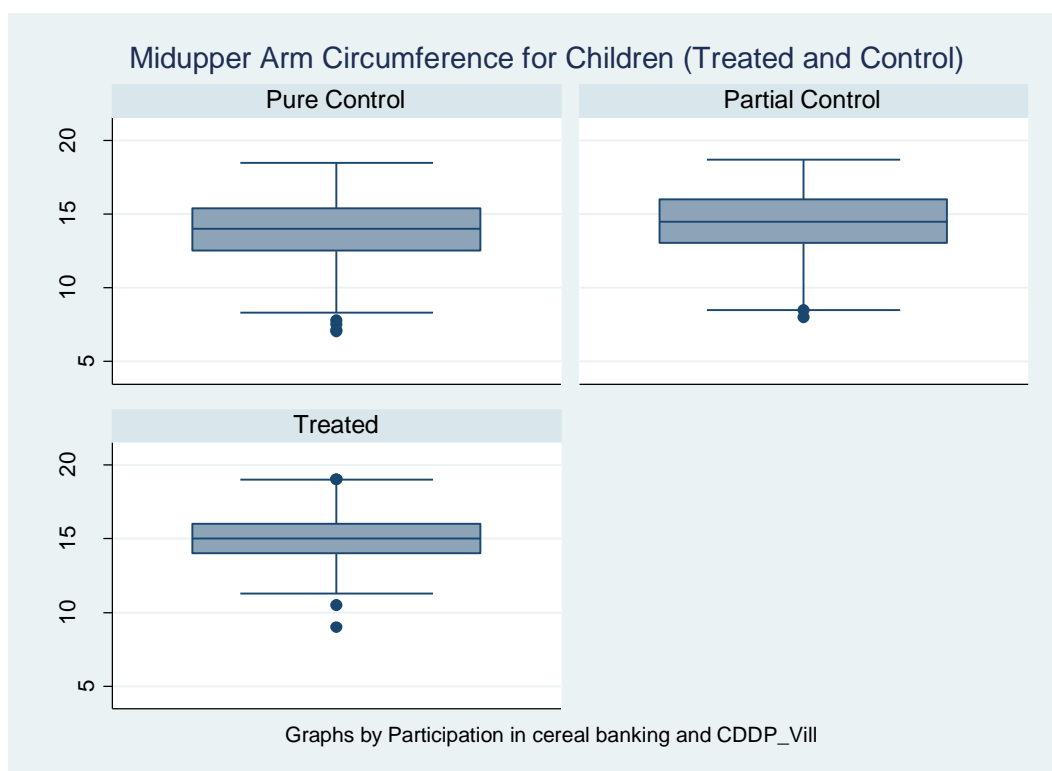 Midupper Arm Circumference for Children (Treated and Control)
Pure Control
Partial Control
20
15
10
5
Treated
20
15
10
5
Graphs by Participation in cereal banking and CDDP_Vill